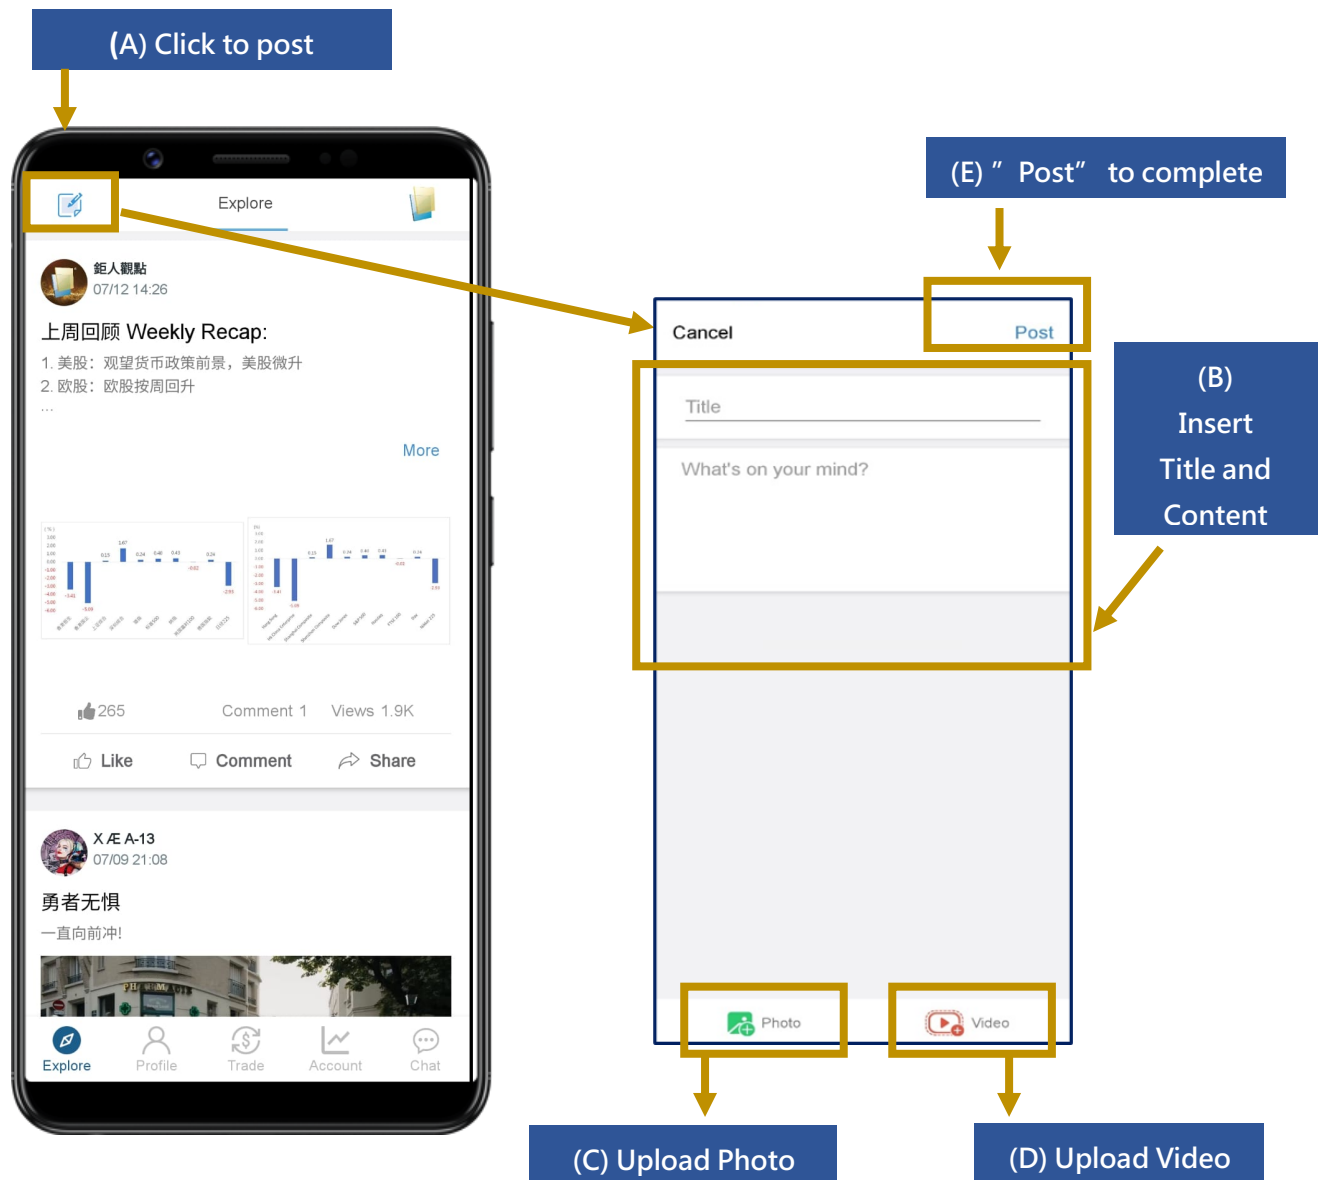 (A) Click to post
Explore
鉅人觀點
07/12 14:26
上周回顾 Weekly Recap:
1. 美股：观望货币政策前景，美股微升
2. 欧股：欧股按周回升
...
More
265
Comment 1
Views 1.9K
Like
Comment
Share
X Æ A-13
07/09 21:08
勇者无惧
一直向前冲!
Explore
Profile
Trade
Account
Chat
(E) ” Post” to complete
Cancel
Post
Title
What's on your mind?
(B)
Insert
Title and
Content
Photo
Video
(C) Upload Photo
(D) Upload Video